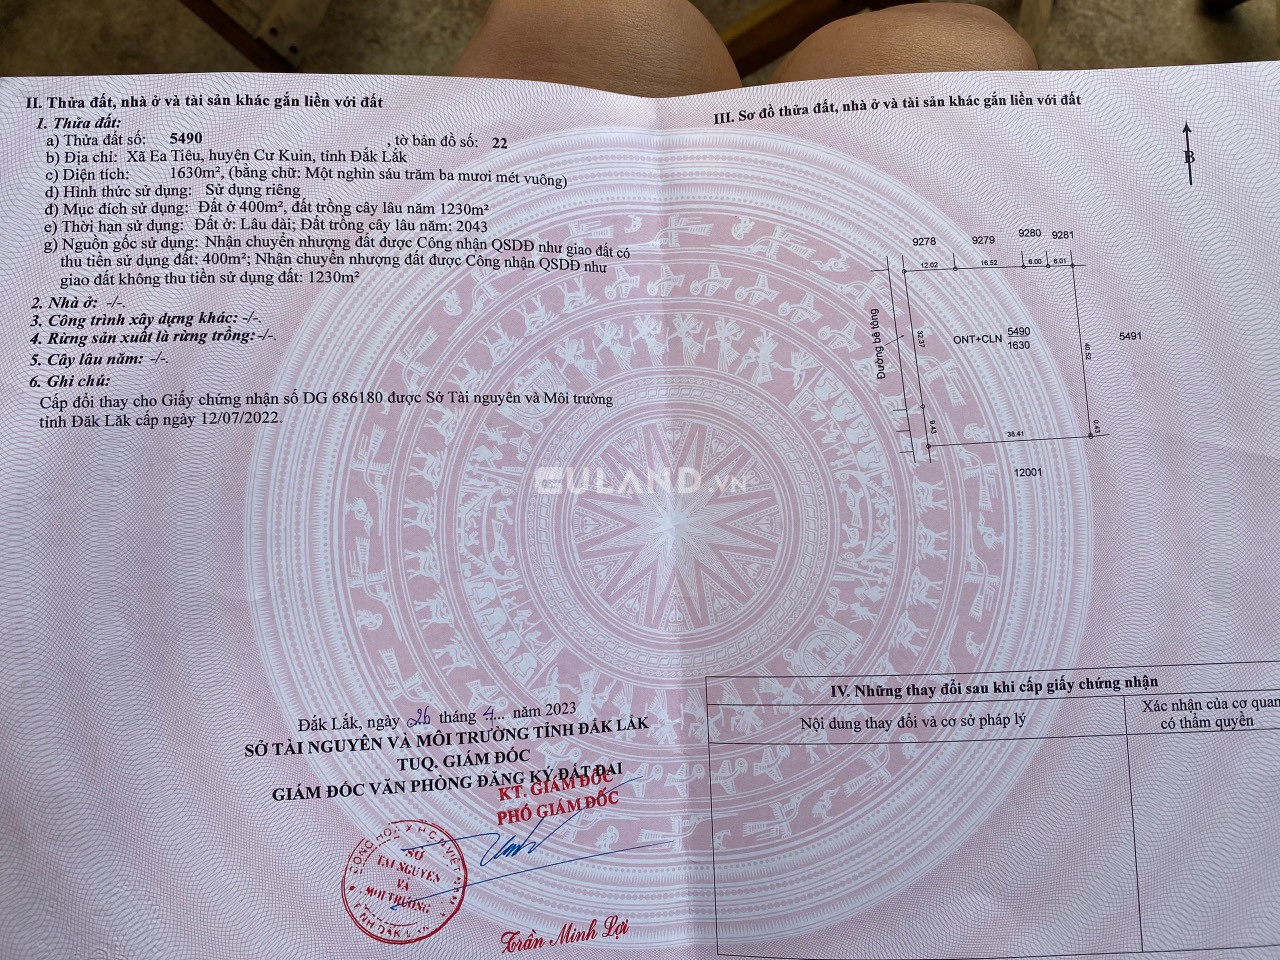 II. Thửa đất, nhà ở và tài sản khác gắn liền với đất
1. Thửa đất:
a) Thửa đất số: 5490 , tờ bản đồ số: 22
b) Địa chỉ: Xã Ea Tiêu, huyện Cư Kuin, tỉnh Đắk Lắk
c) Diện tích: 1630m², (bằng chữ: Một nghìn sáu trăm ba mươi mét vuông)
d) Hình thức sử dụng: Sử dụng riêng
đ) Mục đích sử dụng: Đất ở 400m², đất trồng cây lâu năm 1230m²
e) Thời hạn sử dụng: Đất ở: Lâu dài; Đất trồng cây lâu năm: 2043
g) Nguồn gốc sử dụng: Nhận chuyển nhượng đất được Công nhận QSDĐ như giao đất có
thu tiền sử dụng đất: 400m²; Nhận chuyển nhượng đất được Công nhận QSDĐ như
giao đất không thu tiền sử dụng đất: 1230m²
2. Nhà ở: -/-.
3. Công trình xây dựng khác: -/-.
4. Rừng sản xuất là rừng trồng: -/-.
5. Cây lâu năm: -/-.
6. Ghi chú:
Cấp đổi thay cho Giấy chứng nhận số DG 686180 được Sở Tài nguyên và Môi trường
tỉnh Đăk Lăk cấp ngày 12/07/2022.
Đắk Lắk, ngày 26 tháng 4... năm 2023
SỞ TÀI NGUYÊN VÀ MÔI TRƯỜNG TỈNH ĐẮK LẮK
TUQ. GIÁM ĐỐC
GIÁM ĐỐC VĂN PHÒNG ĐĂNG KÝ ĐẤT ĐAI
KT. GIÁM ĐỐC
PHÓ GIÁM ĐỐC
SỞ
TÀI NGUYÊN
VÀ
MÔI TRƯỜNG
Trần Minh Lợi
III. Sơ đồ thửa đất, nhà ở và tài sản khác gắn liền với đất
B
9278 9279 9280 9281
12.02 16.52 6.00 6.01
Đường bê tông
32.37
ONT+CLN 5490
1630
40.52
5491
9.43
38.41
0.43
12001
EULAND.VN
IV. Những thay đổi sau khi cấp giấy chứng nhận
Nội dung thay đổi và cơ sở pháp lý
Xác nhận của cơ quan
có thẩm quyền